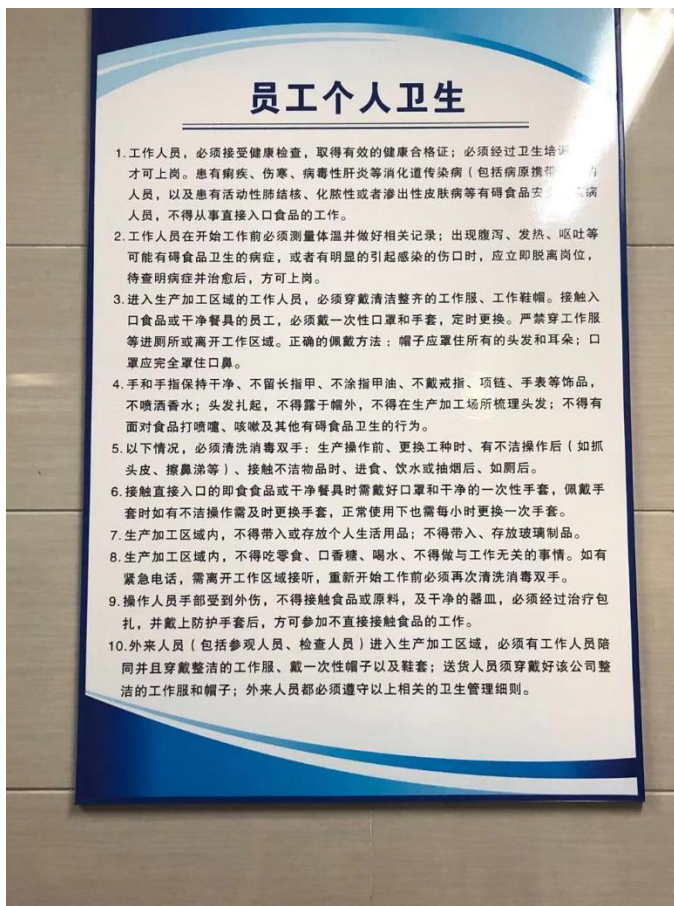 员工个人卫生
1.工作人员，必须接受健康检查，取得有效的健康合格证；必须经过卫生培训
才可上岗。患有痢疾、伤寒、病毒性肝炎等消化道传染病（包括病原携带 的
人员，以及患有活动性肺结核、化脓性或者渗出性皮肤病等有碍食品安 疾病
人员，不得从事直接入口食品的工作。
2.工作人员在开始工作前必须测量体温并做好相关记录；出现腹泻、发热、呕吐等
可能有碍食品卫生的病症，或者有明显的引起感染的伤口时，应立即脱离岗位，
待查明病症并治愈后，方可上岗。
3.进入生产加工区域的工作人员，必须穿戴清洁整齐的工作服、工作鞋帽。接触入
口食品或干净餐具的员工，必须戴一次性口罩和手套，定时更换。严禁穿工作服
等进厕所或离开工作区域。正确的佩戴方法：帽子应罩住所有的头发和耳朵；口
罩应完全罩住口鼻。
4.手和手指保持干净、不留长指甲、不涂指甲油、不戴戒指、项链、手表等饰品，
不喷洒香水；头发扎起，不得露于帽外，不得在生产加工场所梳理头发；不得有
面对食品打喷嚏、咳嗽及其他有碍食品卫生的行为。
5.以下情况，必须清洗消毒双手：生产操作前、更换工种时、有不洁操作后（如抓
头皮、擦鼻涕等）、接触不洁物品时、进食、饮水或抽烟后、如厕后。
6.接触直接入口的即食食品或干净餐具时需戴好口罩和干净的一次性手套，佩戴手
套时如有不洁操作需及时更换手套，正常使用下也需每小时更换一次手套。
7.生产加工区域内，不得带入或存放个人生活用品；不得带入、存放玻璃制品。
8.生产加工区域内，不得吃零食、口香糖、喝水、不得做与工作无关的事情。如有
紧急电话，需离开工作区域接听，重新开始工作前必须再次清洗消毒双手。
9.操作人员手部受到外伤，不得接触食品或原料，及干净的器皿，必须经过治疗包
扎，并戴上防护手套后，方可参加不直接接触食品的工作。
10.外来人员（包括参观人员、检查人员）进入生产加工区域，必须有工作人员陪
同并且穿戴整洁的工作服、戴一次性帽子以及鞋套；送货人员须穿戴好该公司整
洁的工作服和帽子；外来人员都必须遵守以上相关的卫生管理细则。